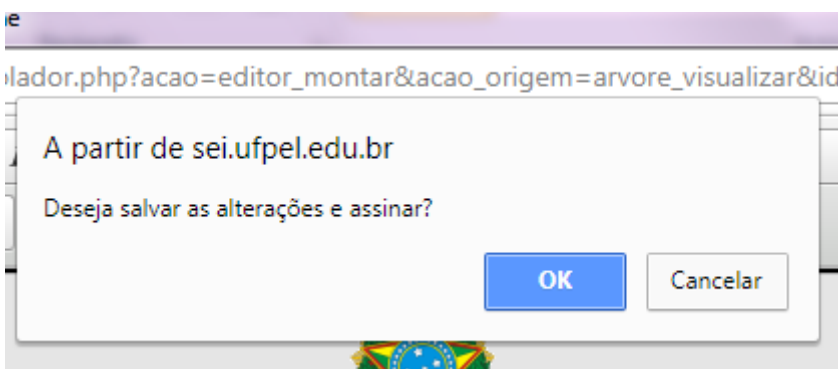 lador.php?acao=editor_montar&acao_origem=arvore_visualizar&id
A partir de sei.ufpel.edu.br
Deseja salvar as alterações e assinar?
OK
Cancelar